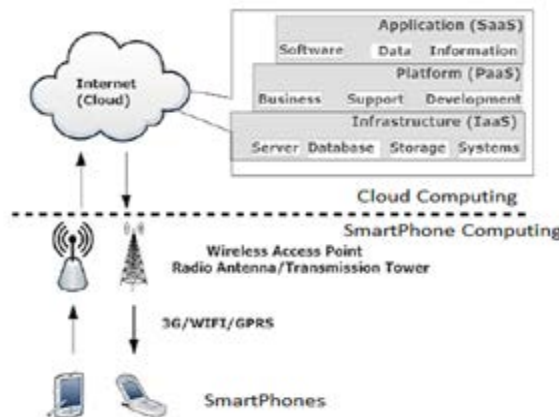 Application (SaaS)
Software Data Information
Platform (PaaS)
Business Support Development
Infrastructure (IaaS)
Server Database Storage Systems
Internet
(Cloud)
Cloud Computing
SmartPhone Computing
Wireless Access Point
Radio Antenna/Transmission Tower
3G/WIFI/GPRS
SmartPhones